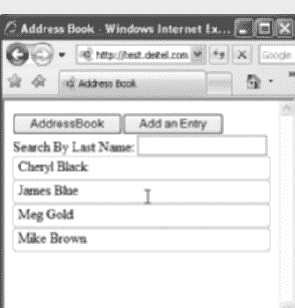 Address Book - Windows Internet Ex...
http://test.deitel.com
Google
Address Book
AddressBook Add an Entry
Search By Last Name:
Cheryl Black
James Blue
Meg Gold
Mike Brown